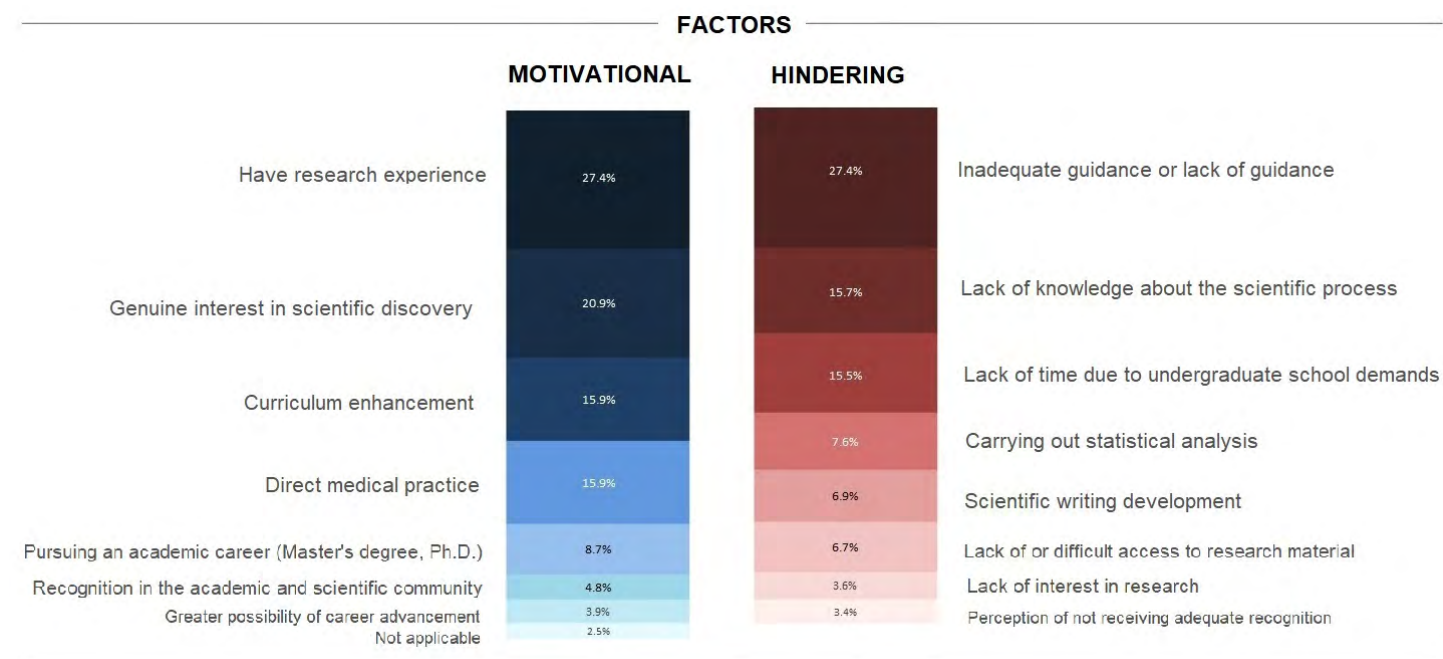 FACTORS
MOTIVATIONAL
HINDERING
Have research experience
27.4%
27.4%
Inadequate guidance or lack of guidance
Genuine interest in scientific discovery
20.9%
15.7%
Lack of knowledge about the scientific process
Curriculum enhancement
15.9%
15.5%
Lack of time due to undergraduate school demands
7.6%
Carrying out statistical analysis
Direct medical practice
15.9%
6.9%
Scientific writing development
Pursuing an academic career (Master's degree, Ph.D.)
8.7%
6.7%
Lack of or difficult access to research material
Recognition in the academic and scientific community
4.8%
3.6%
Lack of interest in research
Greater possibility of career advancement
3.9%
3.4%
Perception of not receiving adequate recognition
Not applicable
2.5%